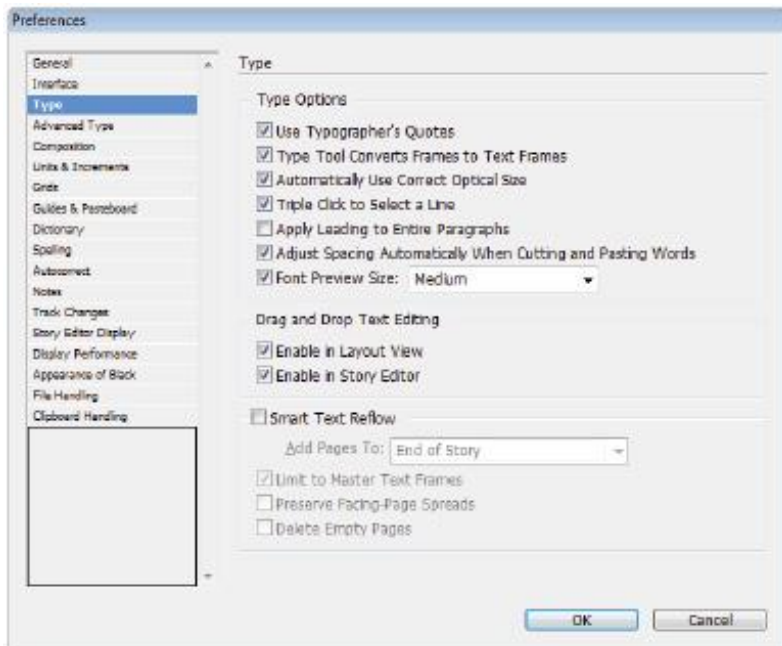 Preferences
General
Interface
Type
Advanced Type
Composition
Units & Increments
Grids
Guides & Pasteboard
Dictionary
Spelling
Autocorrect
Notes
Track Changes
Story Editor Display
Display Performance
Appearance of Black
File Handling
Clipboard Handling
Type
Type Options
Use Typographer's Quotes
Type Tool Converts Frames to Text Frames
Automatically Use Correct Optical Size
Triple Click to Select a Line
Apply Leading to Entire Paragraphs
Adjust Spacing Automatically When Cutting and Pasting Words
Font Preview Size: Medium
Drag and Drop Text Editing
Enable in Layout View
Enable in Story Editor
Smart Text Reflow
Add Pages To: End of Story
Limit to Master Text Frames
Preserve Facing-Page Spreads
Delete Empty Pages
OK Cancel